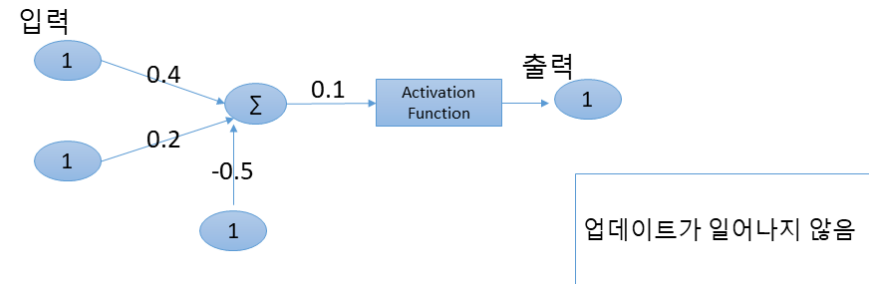 입력
1
0.4
0.2
1
-0.5
1
∑
0.1
Activation
Function
출력
1
업데이트가 일어나지 않음